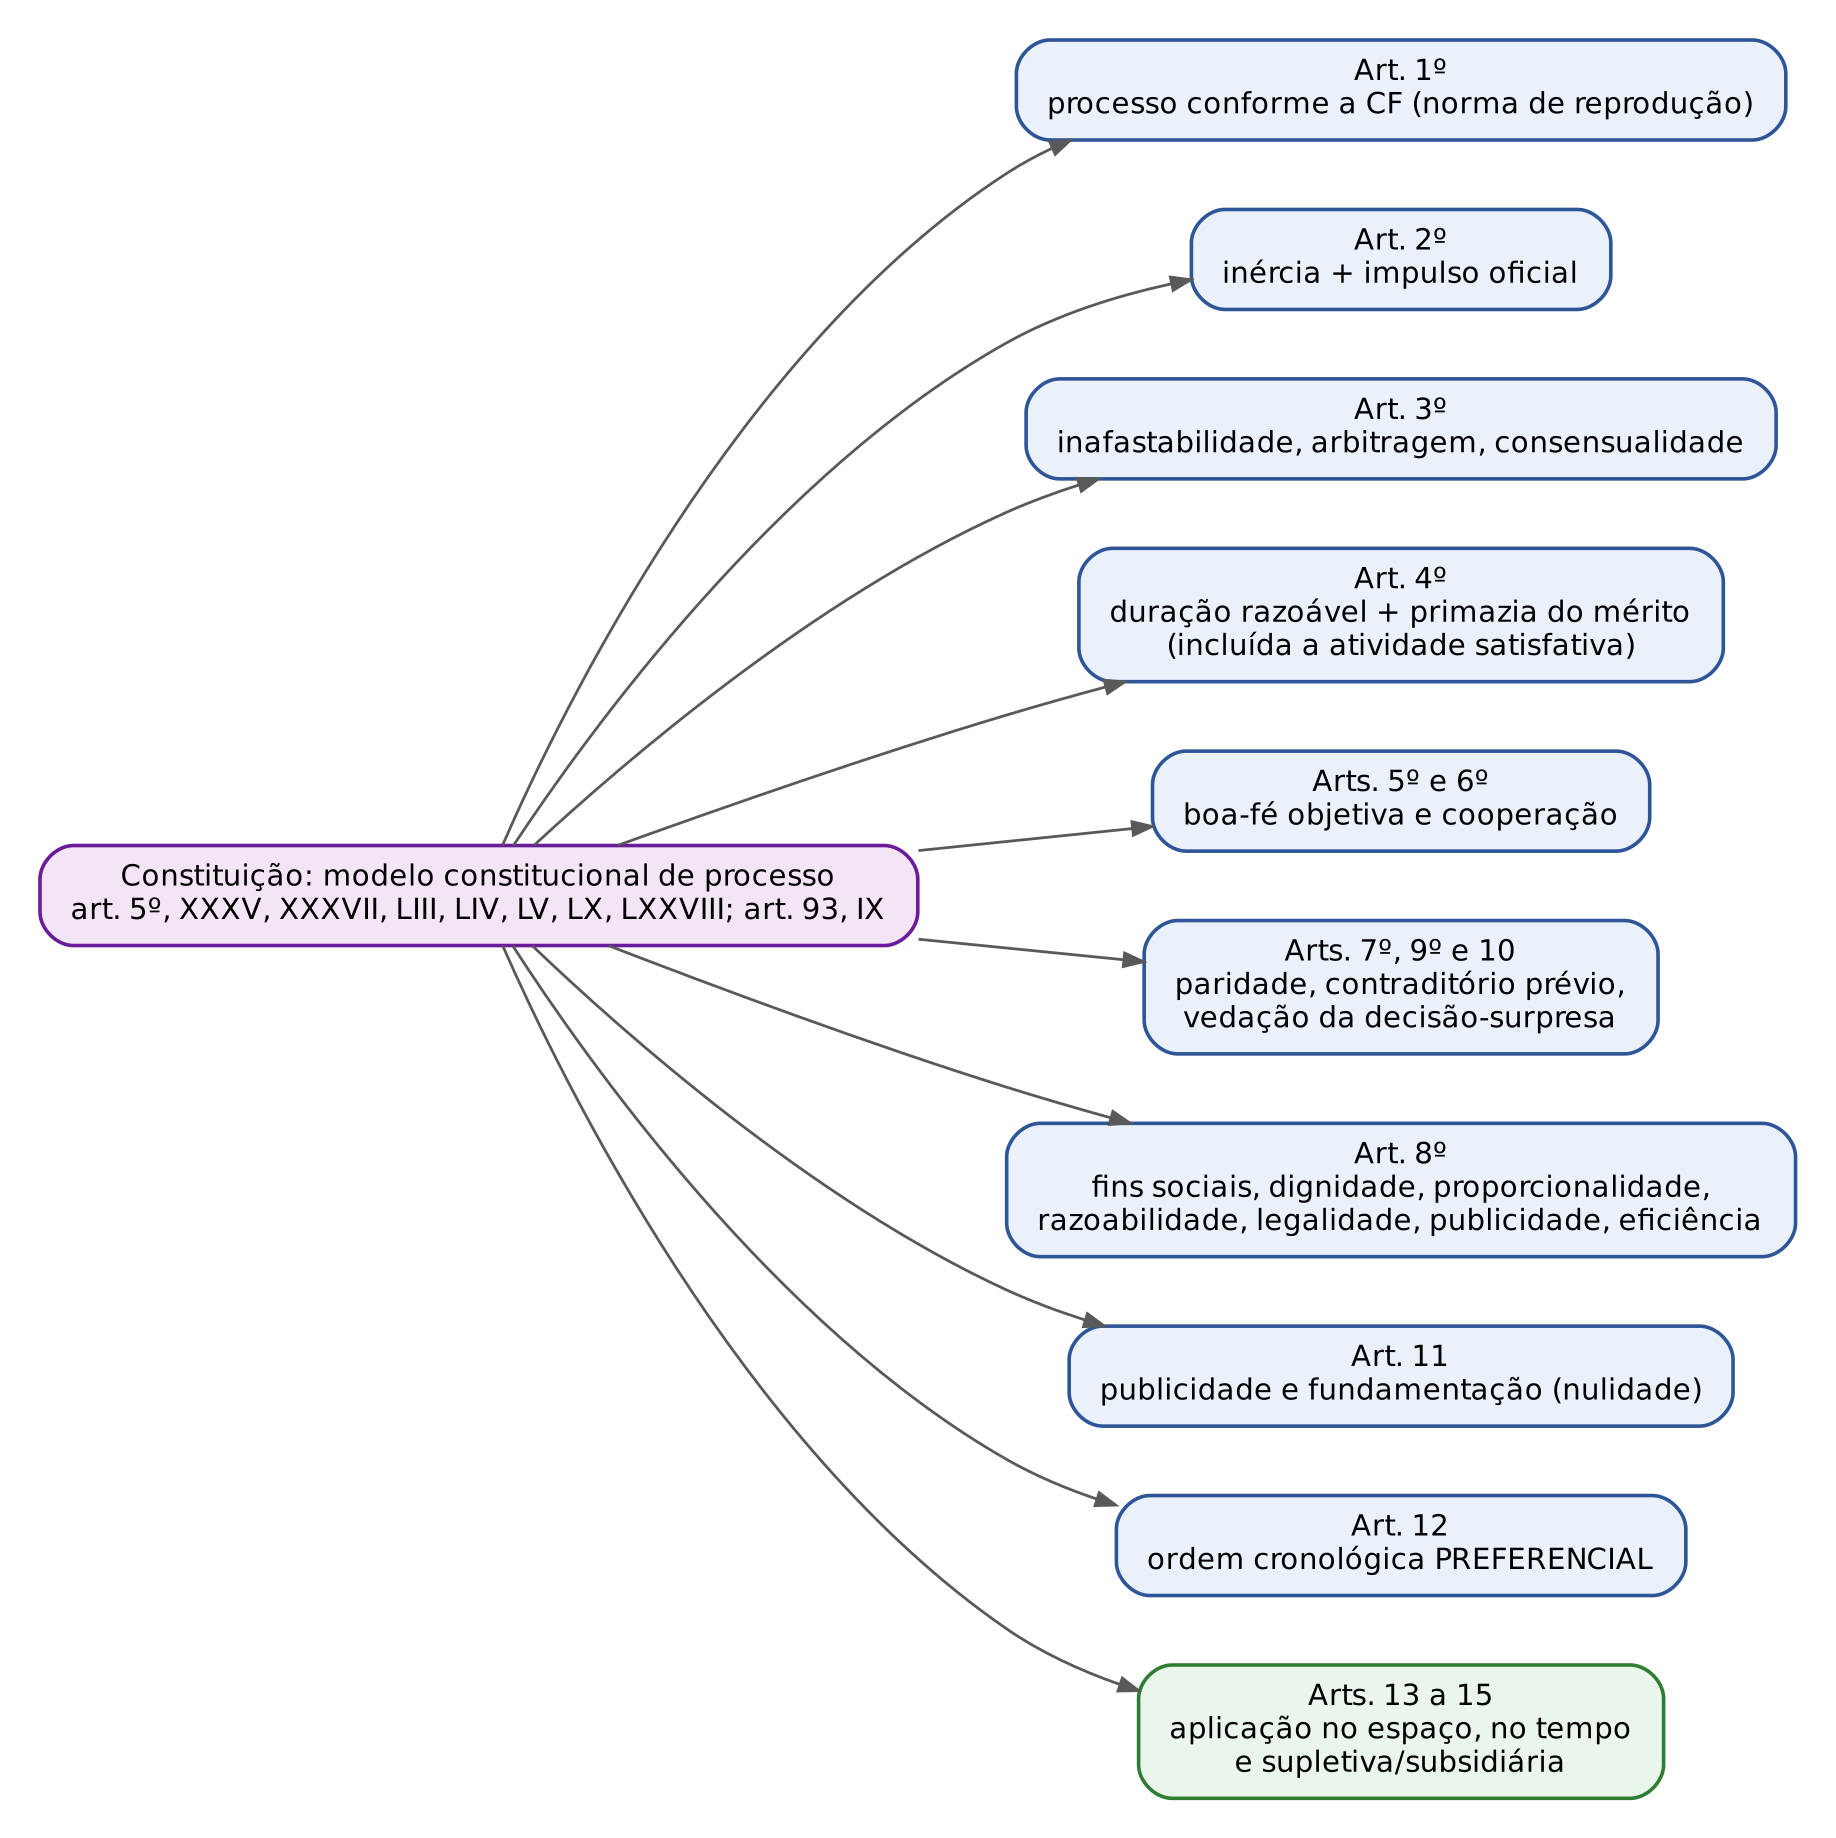 Art. 1º
processo conforme a CF (norma de reprodução)
Art. 2º
inércia + impulso oficial
Art. 3º
inafastabilidade, arbitragem, consensualidade
Art. 4º
duração razoável + primazia do mérito
(incluída a atividade satisfativa)
Arts. 5º e 6º
boa-fé objetiva e cooperação
Constituição: modelo constitucional de processo
art. 5º, XXXV, XXXVII, LIII, LIV, LV, LX, LXXVIII; art. 93, IX
Arts. 7º, 9º e 10
paridade, contraditório prévio,
vedação da decisão-surpresa
Art. 8º
fins sociais, dignidade, proporcionalidade,
razoabilidade, legalidade, publicidade, eficiência
Art. 11
publicidade e fundamentação (nulidade)
Art. 12
ordem cronológica PREFERENCIAL
Arts. 13 a 15
aplicação no espaço, no tempo
e supletiva/subsidiária